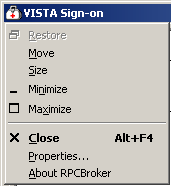 VISTA Sign-on
Restore
Move
Size
Minimize
Maximize
Close Alt+F4
Properties...
About RPCBroker